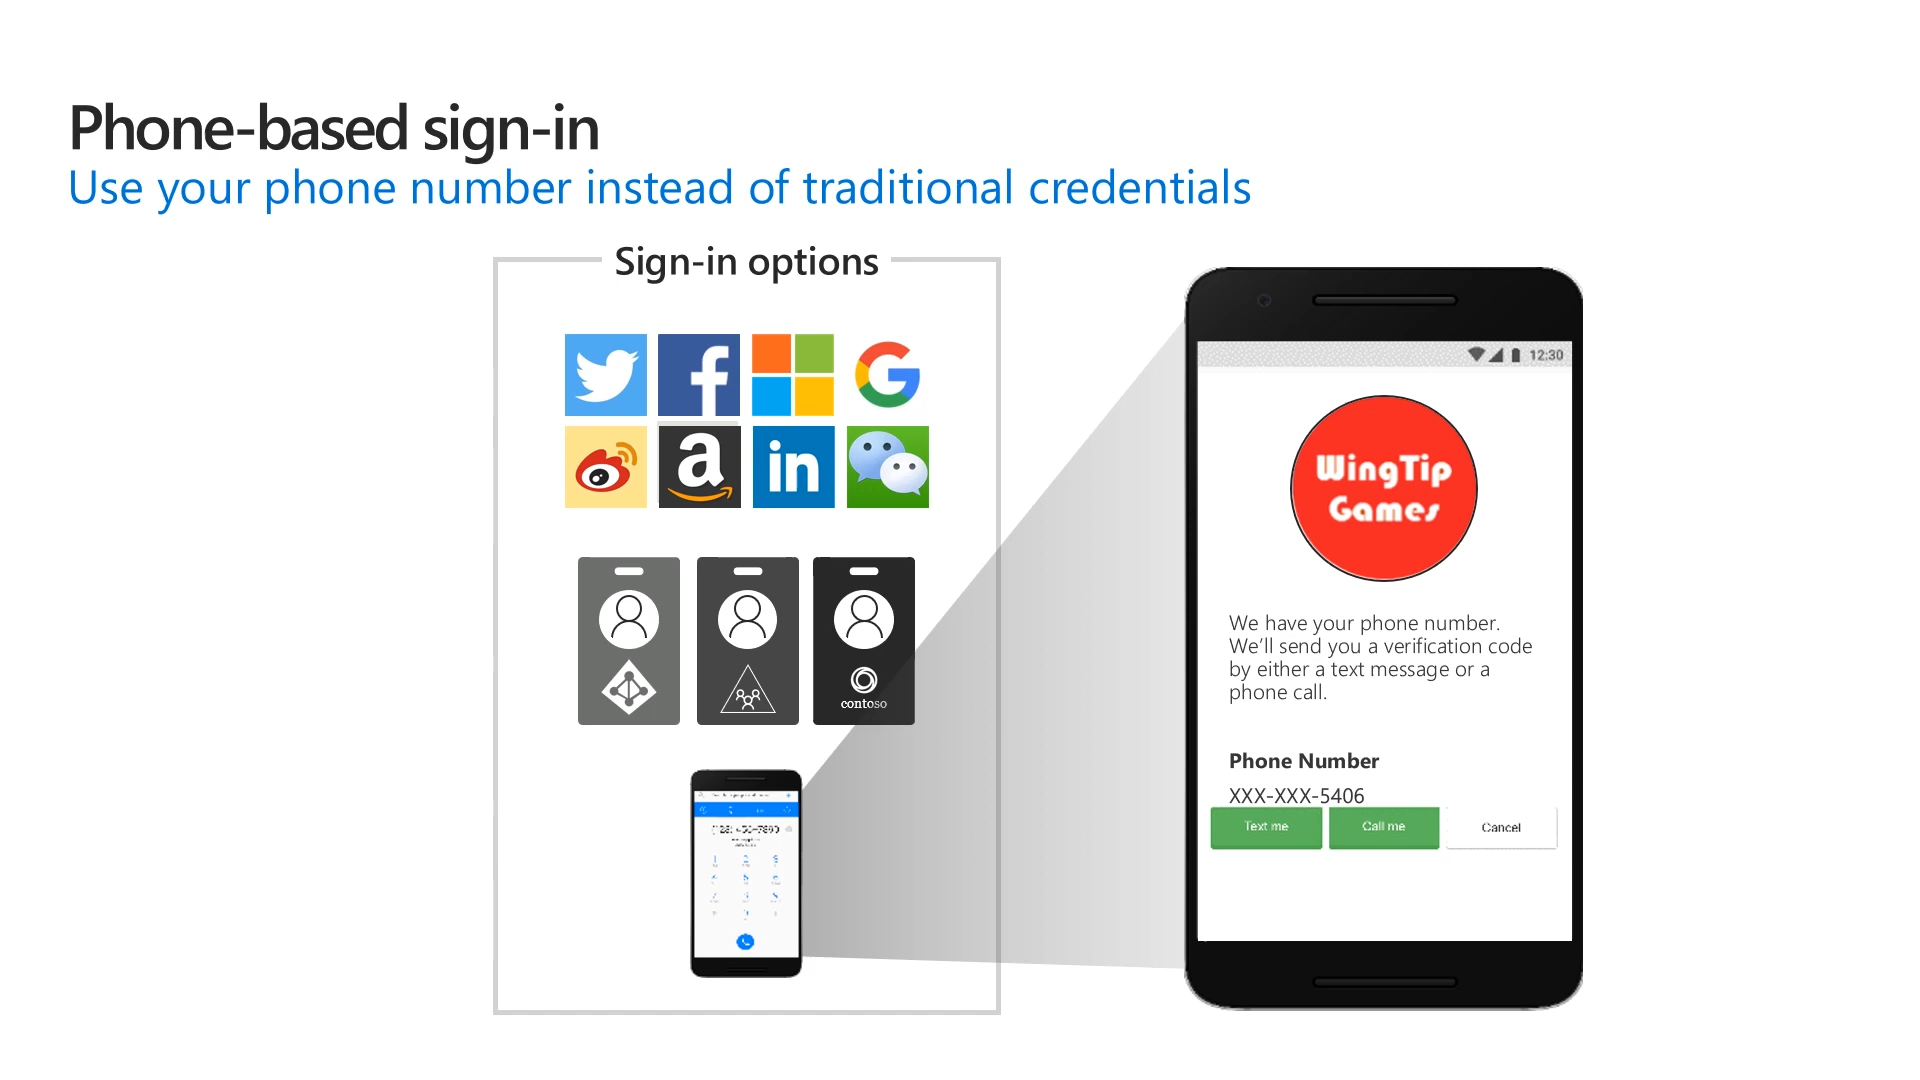 Phone-based sign-in
Use your phone number instead of traditional credentials
Sign-in options
a
in
contoso
12:30
WingTip
Games
We have your phone number.
We'll send you a verification code
by either a text message or a
phone call.
Phone Number
XXX-XXX-5406
Text me
Call me
Cancel